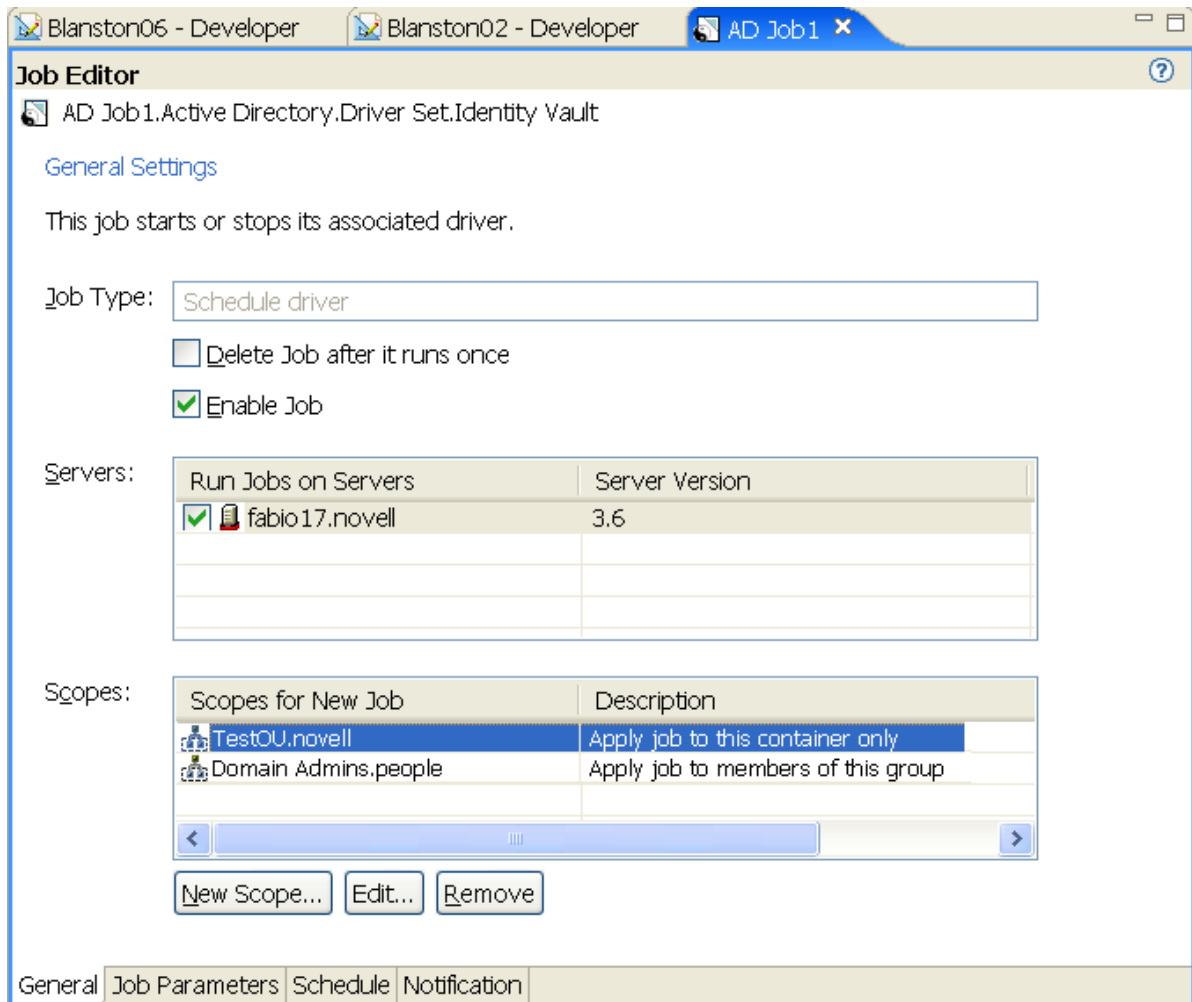 Blanston06 - Developer Blanston02 - Developer AD Job1
Job Editor
AD Job1.Active Directory.Driver Set.Identity Vault
General Settings
This job starts or stops its associated driver.
Job Type: Schedule driver
Delete Job after it runs once
Enable Job
Servers: Run Jobs on Servers Server Version
fabio17.novell 3.6
Scopes: Scopes for New Job Description
TestOU.novell Apply job to this container only
Domain Admins.people Apply job to members of this group
New Scope... Edit... Remove
General Job Parameters Schedule Notification